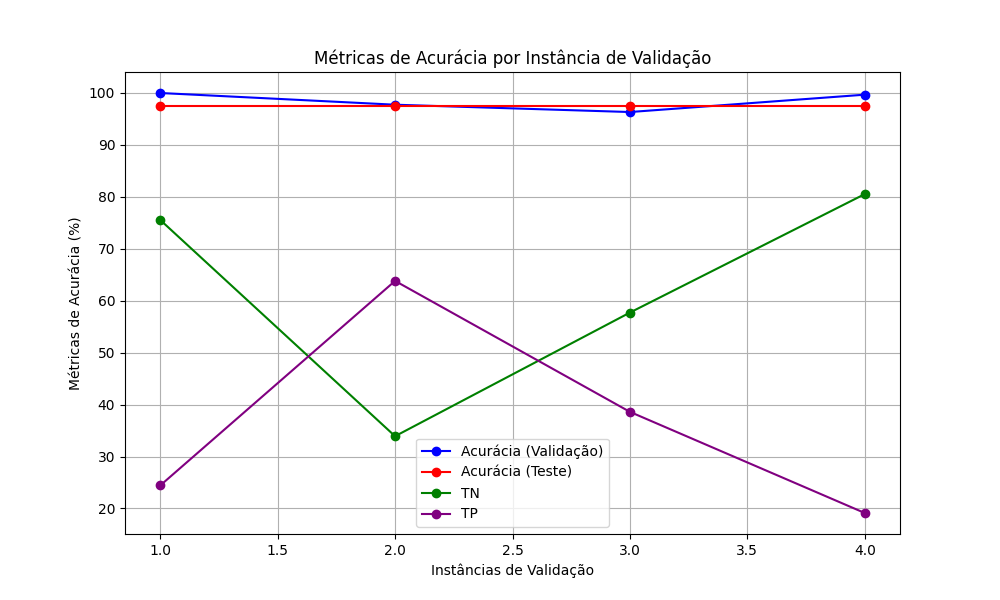 Métricas de Acurácia por Instância de Validação
Métricas de Acurácia (%)
100
90
80
70
60
50
40
30
20
Acurácia (Validação)
Acurácia (Teste)
TN
TP
1.0 1.5 2.0 2.5 3.0 3.5 4.0
Instâncias de Validação